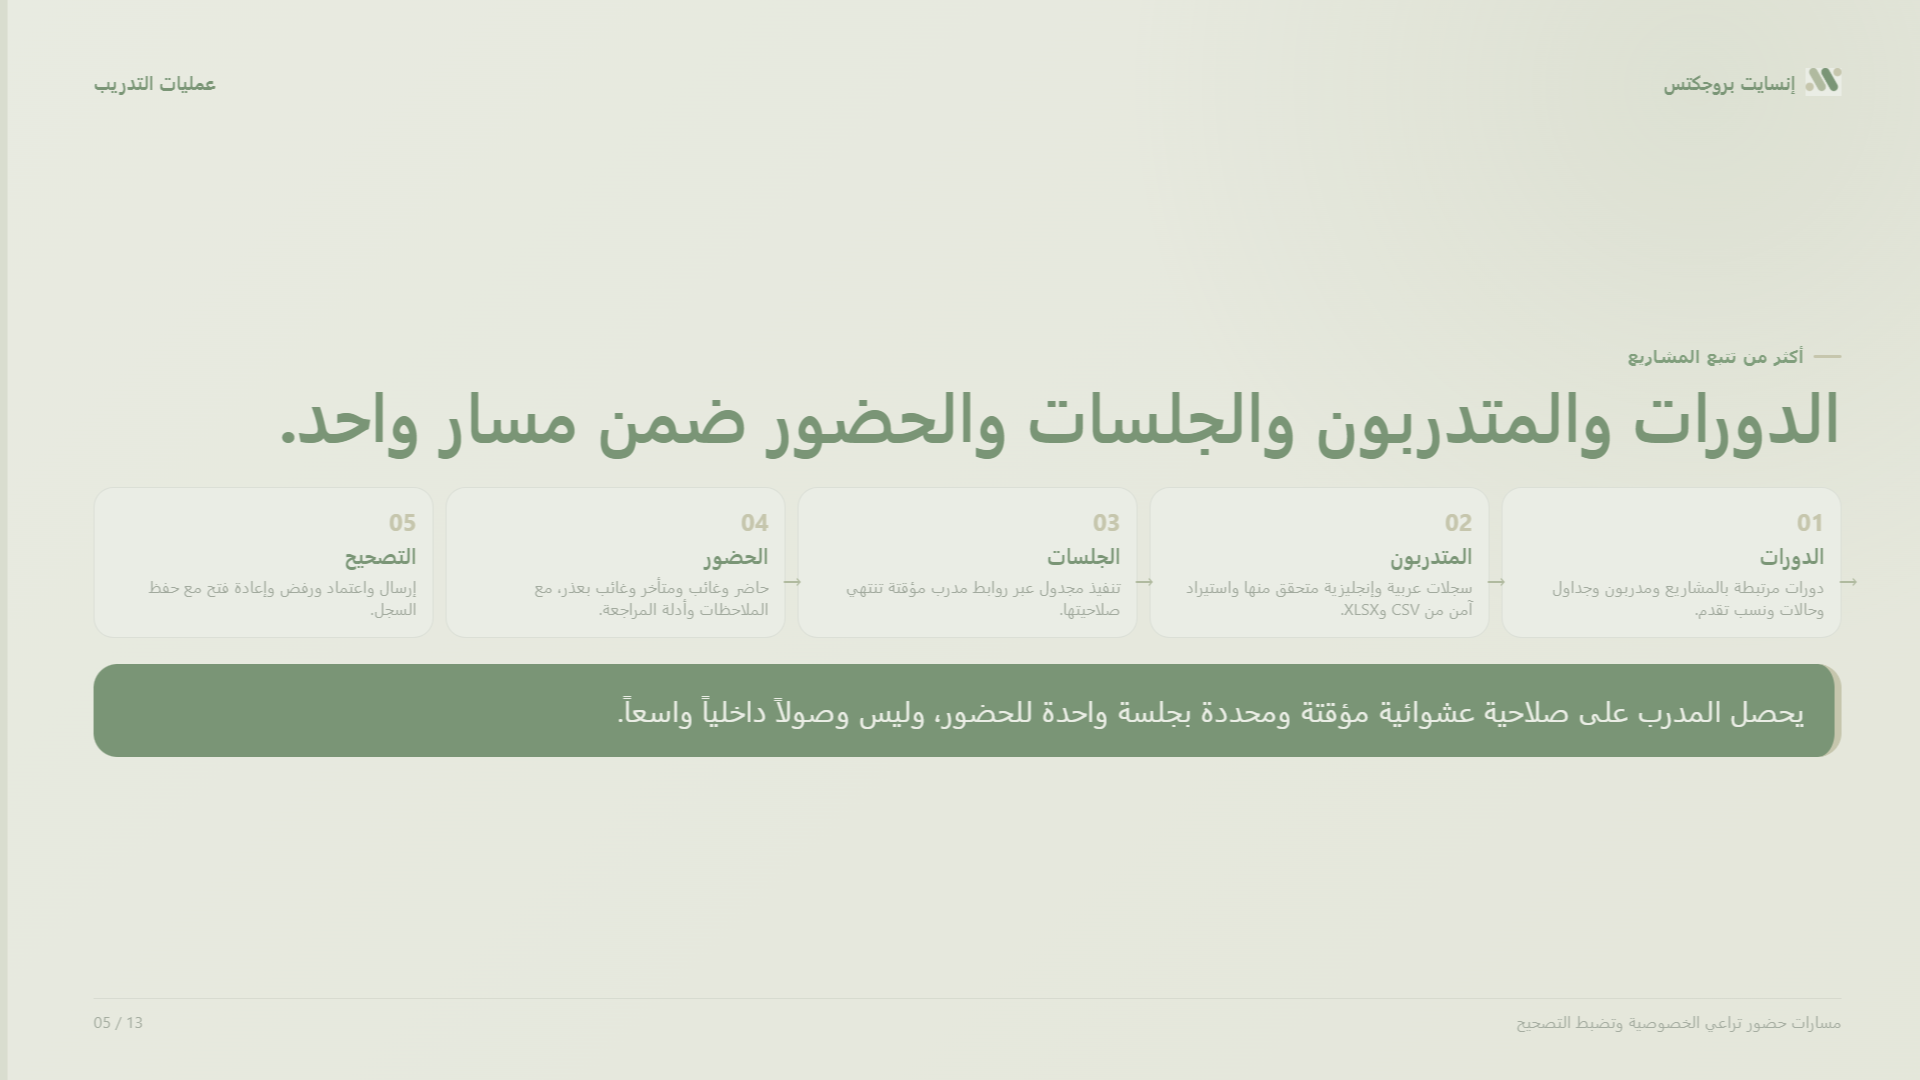 إنسايت بروجكتس
عمليات التدريب
أكثر من تتبع المشاريع
الدورات والمتدربون والجلسات والحضور ضمن مسار واحد.
01
الدورات
دورات مرتبطة بالمشاريع ومدربون وجداول
وحالات ونسب تقدم.
→
02
المتدربون
سجلات عربية وإنجليزية متحقق منها واستيراد
آمن من CSV وXLSX.
→
03
الجلسات
تنفيذ مجدول عبر روابط مدرب مؤقتة تنتهي
صلاحيتها.
→
04
الحضور
حاضر وغائب ومتأخر وغائب بعذر، مع
الملاحظات وأدلة المراجعة.
→
05
التصحيح
إرسال واعتماد ورفض وإعادة فتح مع حفظ
السجل.
يحصل المدرب على صلاحية عشوائية مؤقتة ومحددة بجلسة واحدة للحضور، وليس وصولاً داخلياً واسعاً.
مسارات حضور تراعي الخصوصية وتضبط التصحيح
05 / 13